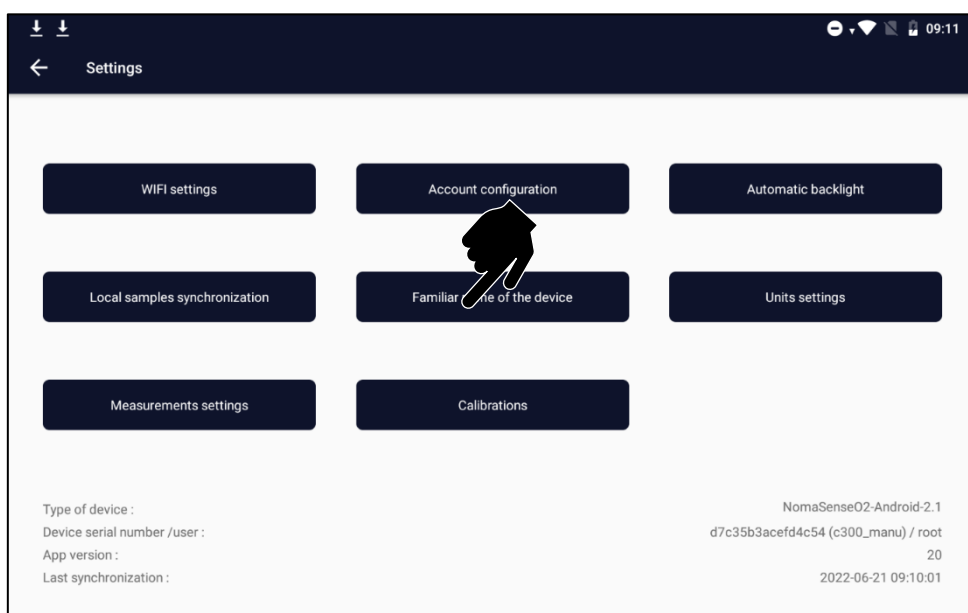 09:11
Settings
WIFI settings
Account configuration
Automatic backlight
Local samples synchronization
Familiar of the device
Units settings
Measurements settings
Calibrations
Type of device : NomaSenseO2-Android-2.1
Device serial number /user : d7c35b3acefd4c54 (c300_manu) / root
App version : 20
Last synchronization : 2022-06-21 09:10:01